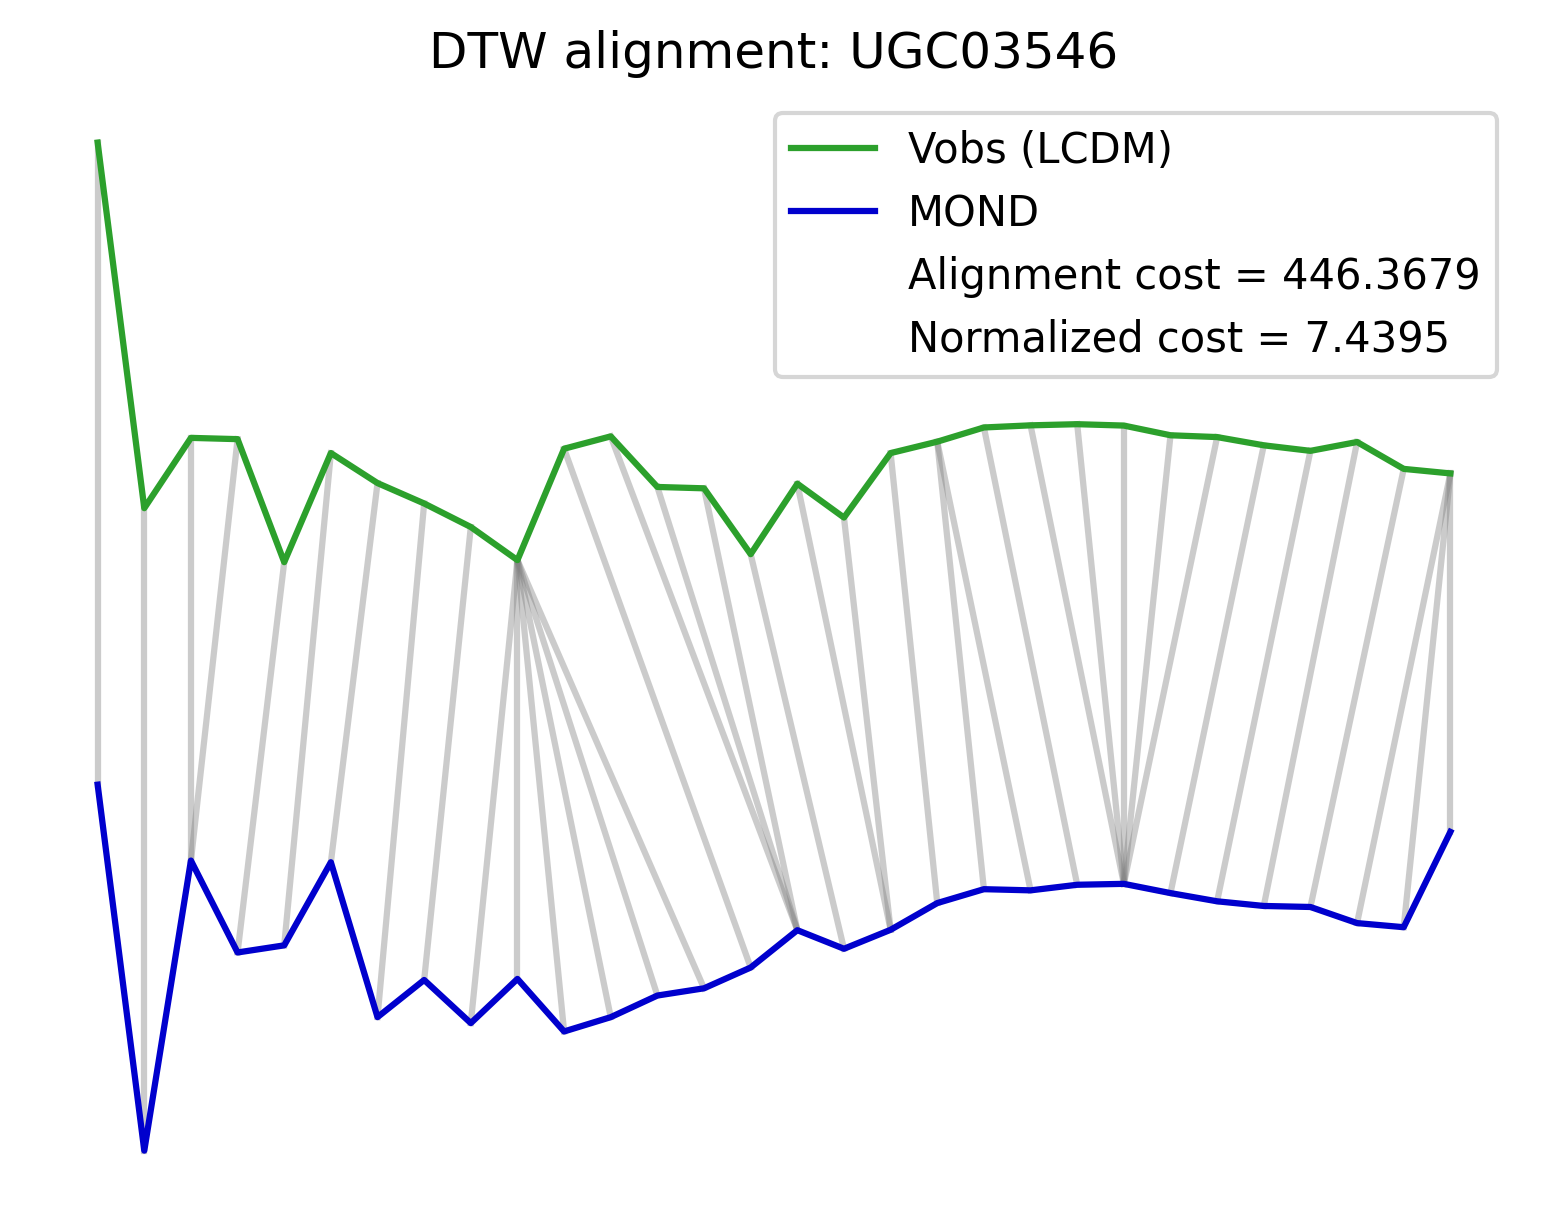 DTW alignment: UGC03546
Vobs (LCDM)
MOND
Alignment cost = 446.3679
Normalized cost = 7.4395